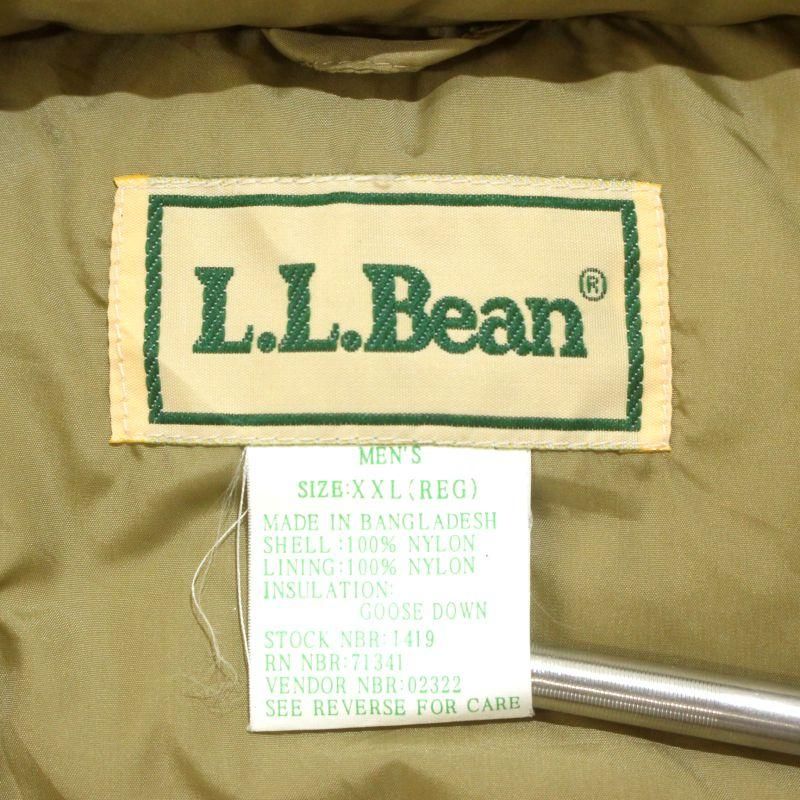 L.L.Bean®
MEN'S
SIZE:XXL(REG)
MADE IN BANGLADESH
SHELL:100% NYLON
LINING:100% NYLON
INSULATION:
GOOSE DOWN
STOCK NBR:1419
RN NBR:71341
VENDOR NBR:02322
SEE REVERSE FOR CARE